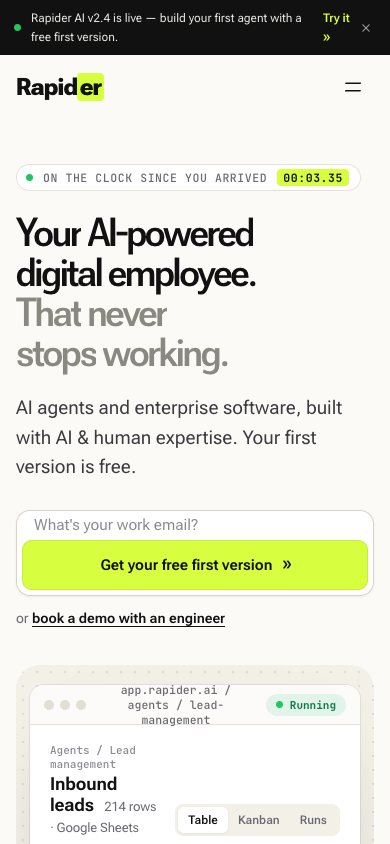 Rapider AI v2.4 is live — build your first agent with a
free first version.
Try it
»
Rapider
ON THE CLOCK SINCE YOU ARRIVED 00:03.35
Your AI-powered
digital employee.
That never
stops working.
AI agents and enterprise software, built
with AI & human expertise. Your first
version is free.
What's your work email?
Get your free first version »
or book a demo with an engineer
app.rapider.ai /
agents / lead-
management
Running
Agents / Lead
management
Inbound
leads 214 rows
· Google Sheets
Table Kanban Runs